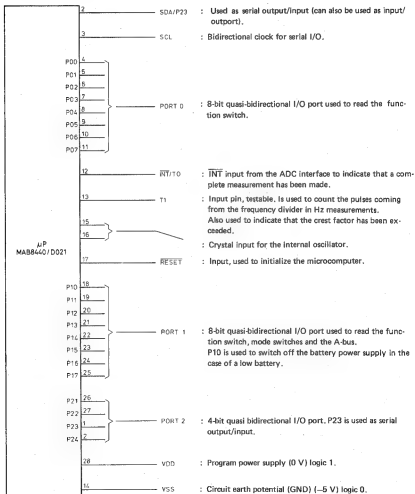 2 SDA/P23 : Used as serial output/input (can also be used as input/
outport).
3 SCL : Bidirectional clock for serial I/O.
P00 4
P01 5
P02 6
P03 7
P04 8
P05 9
P06 10
P07 11
PORT 0 : 8-bit quasi-bidirectional I/O port used to read the func-
tion switch.
12 INT/T0 : INT input from the ADC interface to indicate that a com-
plete measurement has been made.
13 T1 : Input pin, testable. Is used to count the pulses coming
from the frequency divider in Hz measurements.
Also used to indicate that the crest factor has been ex-
ceeded.
15
16
: Crystal input for the internal oscillator.
µP
MAB8440/D021
17 RESET : Input, used to initialize the microcomputer.
P10 18
P11 19
P12 20
P13 21
P14 22
P15 23
P16 24
P17 25
PORT 1 : 8-bit quasi-bidirectional I/O port used to read the func-
tion switch, mode switches and the A-bus.
P10 is used to switch off the battery power supply in the
case of a low battery.
P21 26
P22 27
P23 1
P24 2
PORT 2 : 4-bit quasi bidirectional I/O port. P23 is used as serial
output/input.
28 VDD : Program power supply (0 V) logic 1.
14 VSS : Circuit earth potential (GND) (–5 V) logic 0.